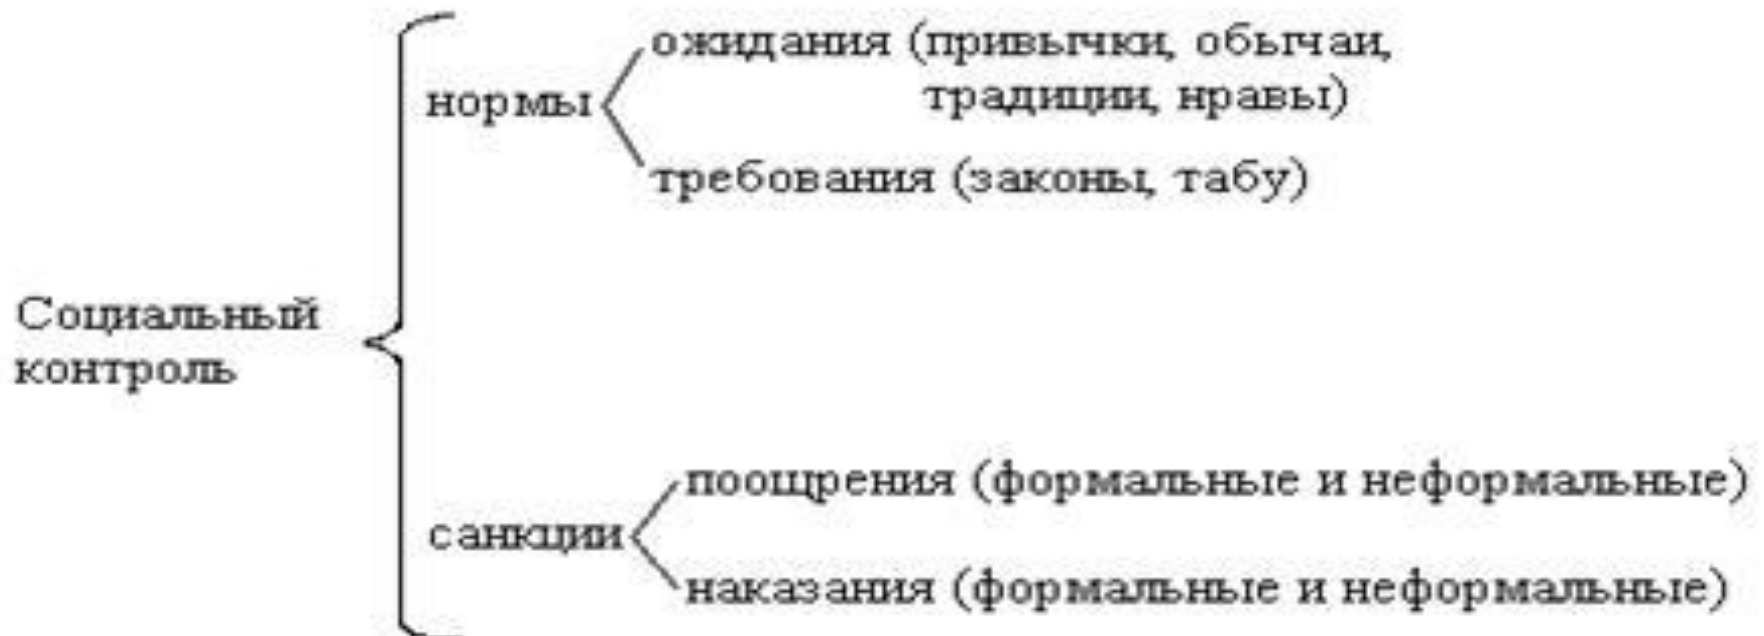 ожидания (привычки, обычаи,
традиции, нравы)
нормы
требования (законы, табу)
Социальный
контроль
поощрения (формальные и неформальные)
санкции
наказания (формальные и неформальные)